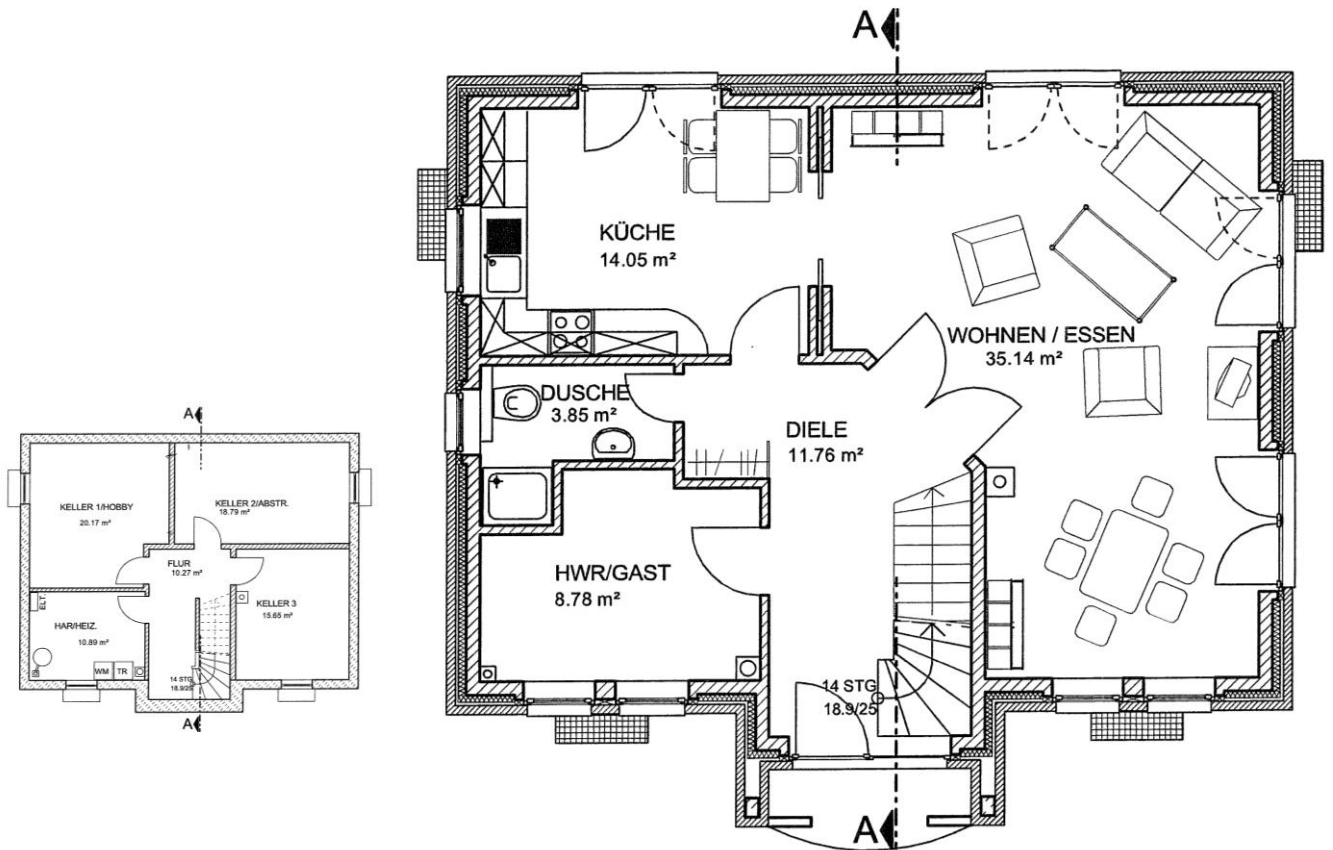 A
KELLER 1/HOBBY
20.17 m²
KELLER 2/ABSTR.
18.79 m²
FLUR
10.27 m²
KELLER 3
15.65 m²
ELT.
HAR/HEIZ.
10.89 m²
WM
TR
14 STG
18.9/25
A
A
KÜCHE
14.05 m²
WOHNEN / ESSEN
35.14 m²
DUSCHE
3.85 m²
DIELE
11.76 m²
HWR/GAST
8.78 m²
14 STG
18.9/25
A